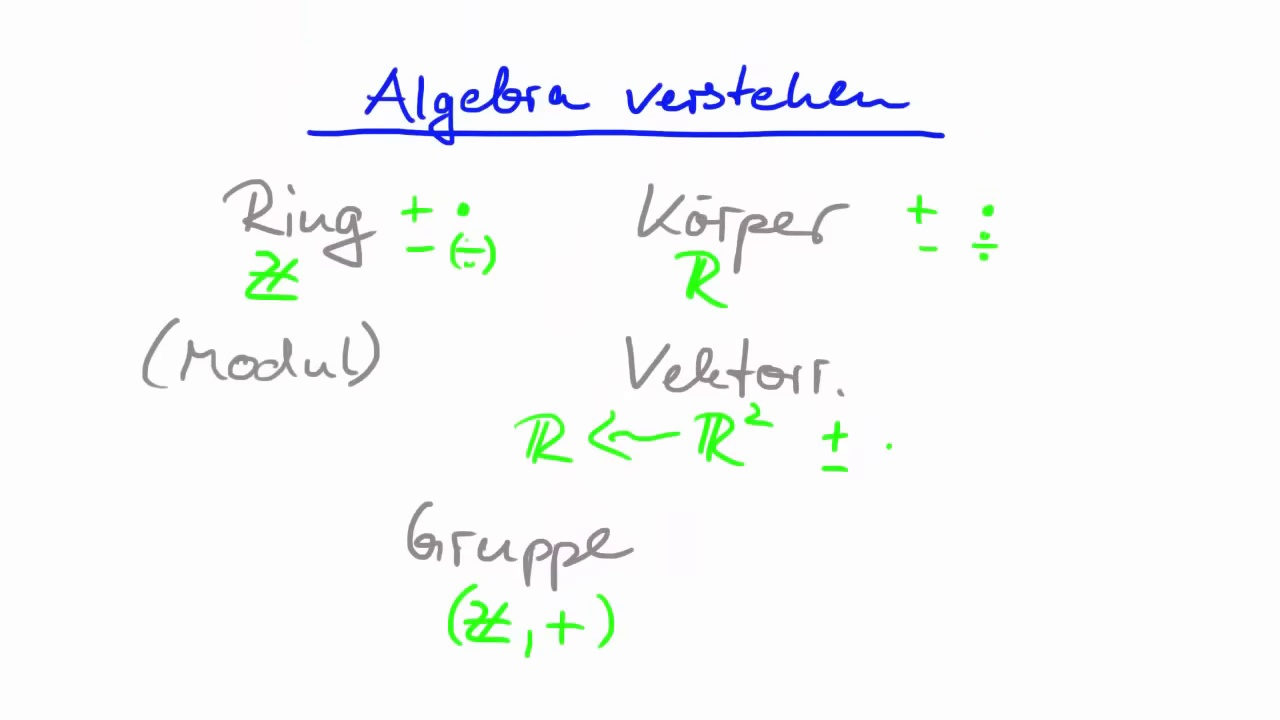 Algebra verstehen
Ring + · Körper + ·
ℤ − (÷) ℝ − ÷
(Modul) Vektorr.
ℝ ← ℝ² ± ·
Gruppe
(ℤ, +)